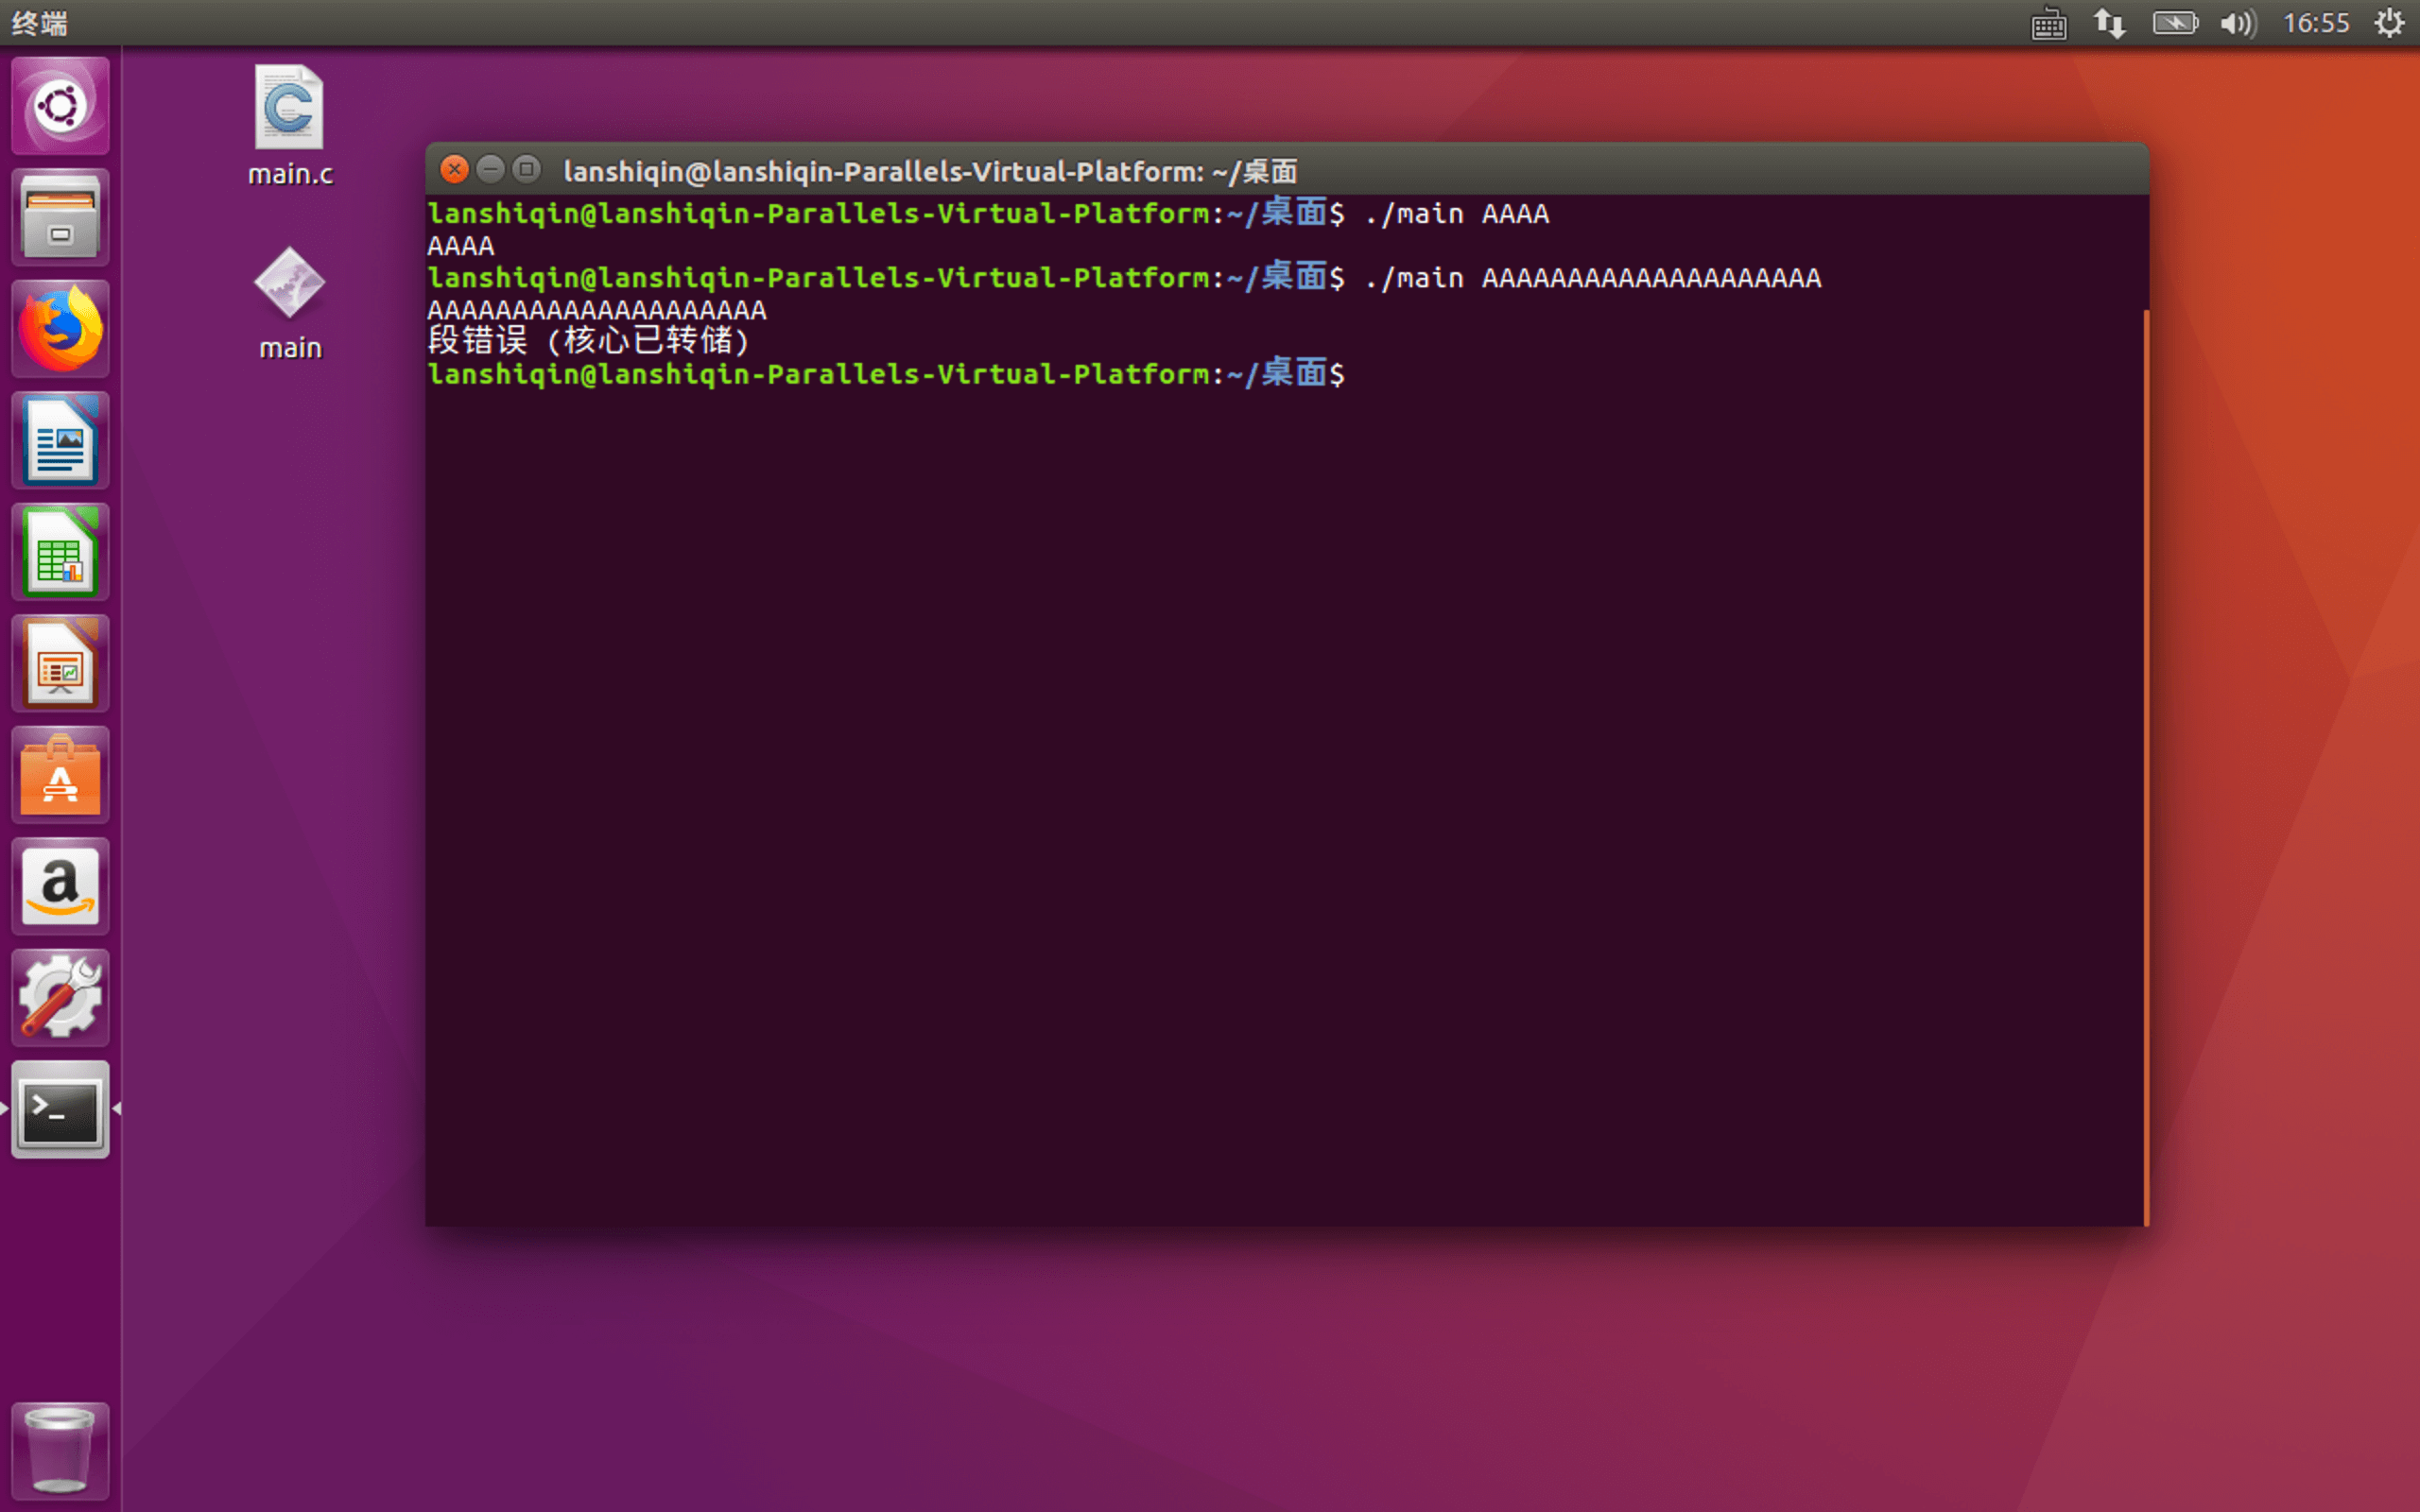 终端
16:55
main.c
main
lanshiqin@lanshiqin-Parallels-Virtual-Platform: ~/桌面
lanshiqin@lanshiqin-Parallels-Virtual-Platform:~/桌面$ ./main AAAA
AAAA
lanshiqin@lanshiqin-Parallels-Virtual-Platform:~/桌面$ ./main AAAAAAAAAAAAAAAAAAAA
AAAAAAAAAAAAAAAAAAAA
段错误 (核心已转储)
lanshiqin@lanshiqin-Parallels-Virtual-Platform:~/桌面$